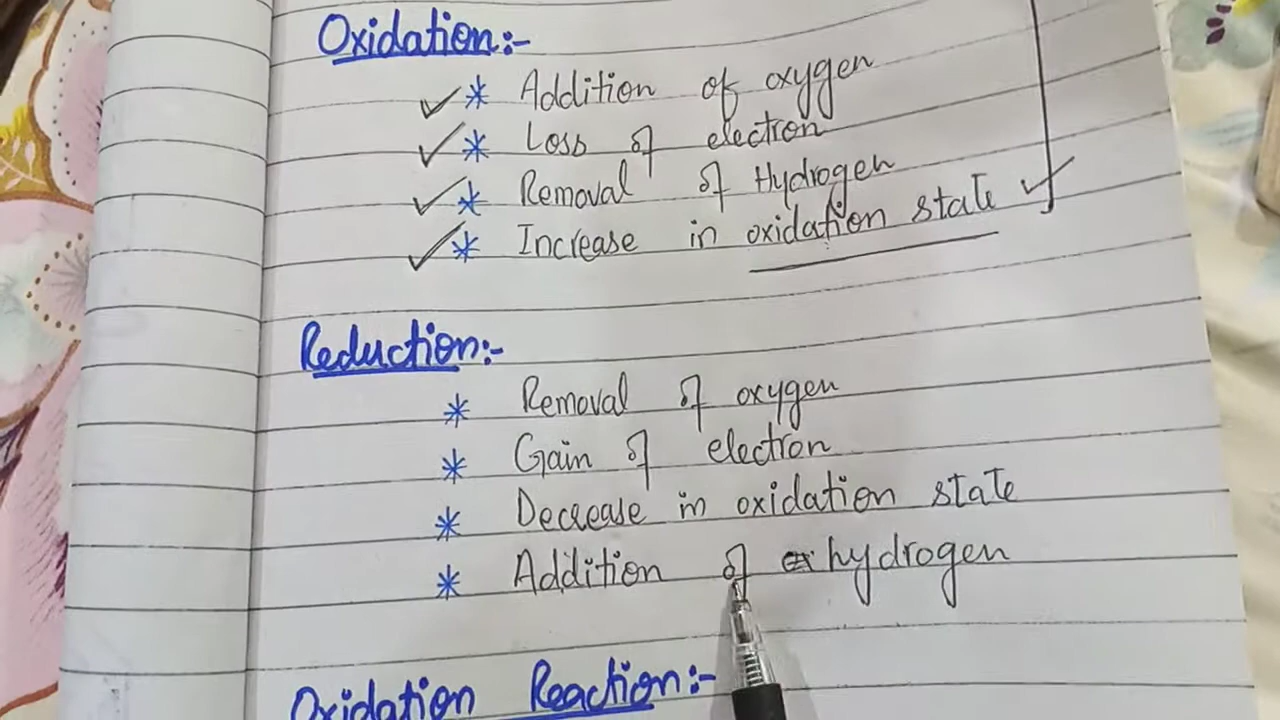 Oxidation:-
✓ * Addition of oxygen
✓ * Loss of electron
✓ * Removal of Hydrogen
✓ * Increase in oxidation state ✓
Reduction:-
* Removal of oxygen
* Gain of electron
* Decrease in oxidation state
* Addition of hydrogen
Oxidation Reaction:-